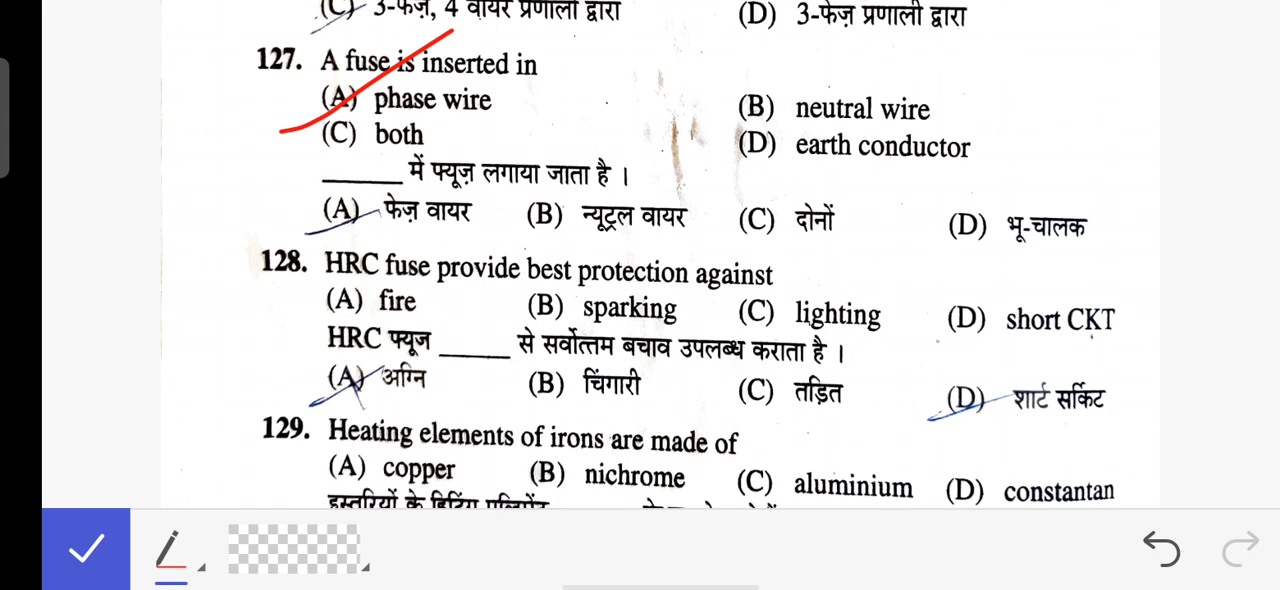 (C) 3-फेज़, 4 वायर प्रणाली द्वारा (D) 3-फेज़ प्रणाली द्वारा
127. A fuse is inserted in
(A) phase wire (B) neutral wire
(C) both (D) earth conductor
______ में फ्यूज़ लगाया जाता है ।
(A) फेज़ वायर (B) न्यूट्रल वायर (C) दोनों (D) भू-चालक
128. HRC fuse provide best protection against
(A) fire (B) sparking (C) lighting (D) short CKT
HRC फ्यूज ______ से सर्वोत्तम बचाव उपलब्ध कराता है ।
(A) अग्नि (B) चिंगारी (C) तड़ित (D) शार्ट सर्किट
129. Heating elements of irons are made of
(A) copper (B) nichrome (C) aluminium (D) constantan
इस्तरियों के हिटिंग